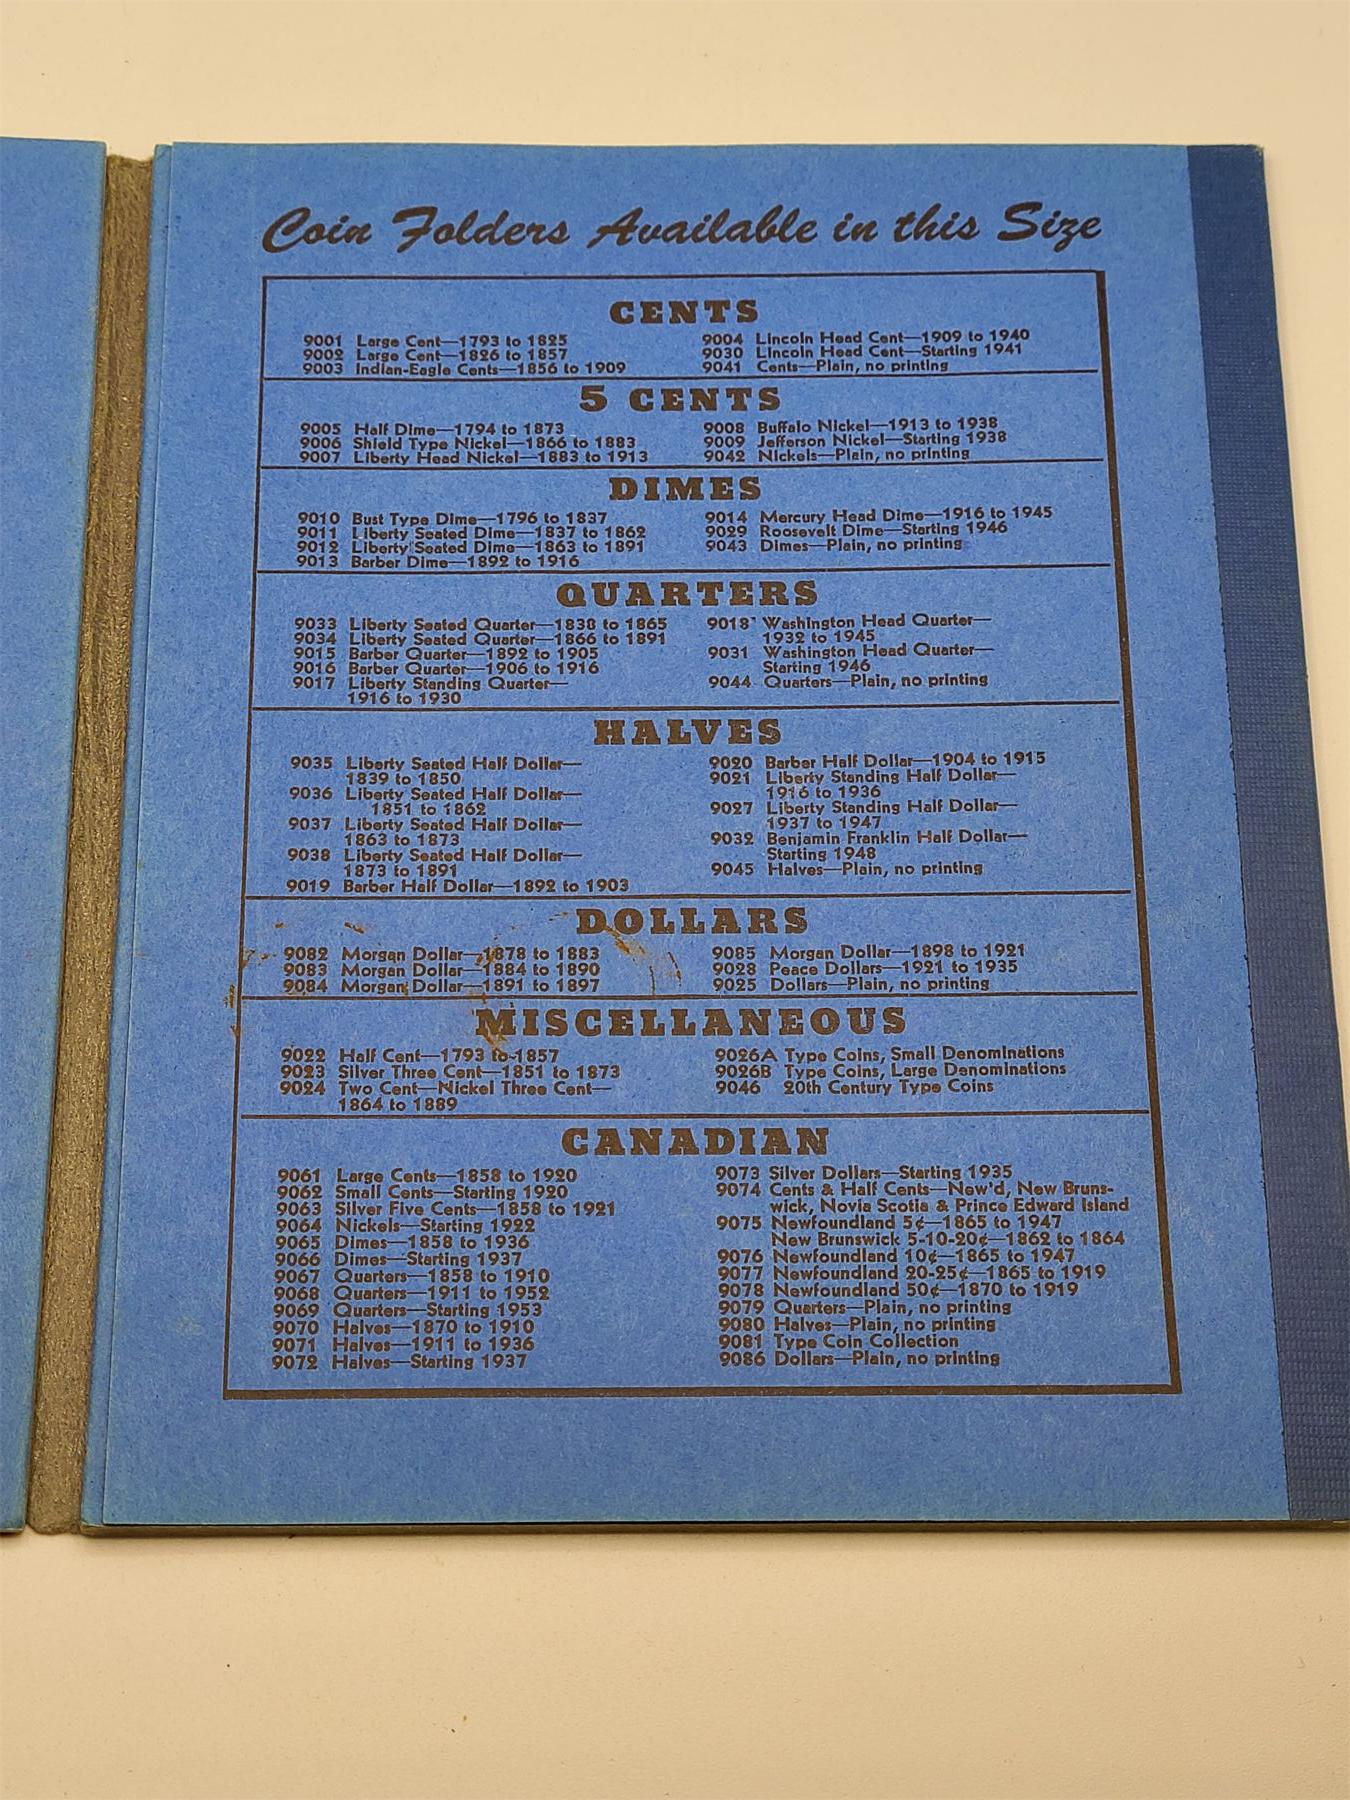 Coin Folders Available in this Size
CENTS
9001 Large Cent—1793 to 1825
9002 Large Cent—1826 to 1857
9003 Indian-Eagle Cents—1856 to 1909
9004 Lincoln Head Cent—1909 to 1940
9030 Lincoln Head Cent—Starting 1941
9041 Cents—Plain, no printing
5 CENTS
9005 Half Dime—1794 to 1873
9006 Shield Type Nickel—1866 to 1883
9007 Liberty Head Nickel—1883 to 1913
9008 Buffalo Nickel—1913 to 1938
9009 Jefferson Nickel—Starting 1938
9042 Nickels—Plain, no printing
DIMES
9010 Bust Type Dime—1796 to 1837
9011 Liberty Seated Dime—1837 to 1862
9012 Liberty Seated Dime—1863 to 1891
9013 Barber Dime—1892 to 1916
9014 Mercury Head Dime—1916 to 1945
9029 Roosevelt Dime—Starting 1946
9043 Dimes—Plain, no printing
QUARTERS
9033 Liberty Seated Quarter—1838 to 1865
9034 Liberty Seated Quarter—1866 to 1891
9015 Barber Quarter—1892 to 1905
9016 Barber Quarter—1906 to 1916
9017 Liberty Standing Quarter—
1916 to 1930
9018 Washington Head Quarter—
1932 to 1945
9031 Washington Head Quarter—
Starting 1946
9044 Quarters—Plain, no printing
HALVES
9035 Liberty Seated Half Dollar—
1839 to 1850
9036 Liberty Seated Half Dollar—
1851 to 1862
9037 Liberty Seated Half Dollar—
1863 to 1873
9038 Liberty Seated Half Dollar—
1873 to 1891
9019 Barber Half Dollar—1892 to 1903
9020 Barber Half Dollar—1904 to 1915
9021 Liberty Standing Half Dollar—
1916 to 1936
9027 Liberty Standing Half Dollar—
1937 to 1947
9032 Benjamin Franklin Half Dollar—
Starting 1948
9045 Halves—Plain, no printing
DOLLARS
9082 Morgan Dollar—1878 to 1883
9083 Morgan Dollar—1884 to 1890
9084 Morgan Dollar—1891 to 1897
9085 Morgan Dollar—1898 to 1921
9028 Peace Dollars—1921 to 1935
9025 Dollars—Plain, no printing
MISCELLANEOUS
9022 Half Cent—1793 to 1857
9023 Silver Three Cent—1851 to 1873
9024 Two Cent—Nickel Three Cent—
1864 to 1889
9026A Type Coins, Small Denominations
9026B Type Coins, Large Denominations
9046 20th Century Type Coins
CANADIAN
9061 Large Cents—1858 to 1920
9062 Small Cents—Starting 1920
9063 Silver Five Cents—1858 to 1921
9064 Nickels—Starting 1922
9065 Dimes—1858 to 1936
9066 Dimes—Starting 1937
9067 Quarters—1858 to 1910
9068 Quarters—1911 to 1952
9069 Quarters—Starting 1953
9070 Halves—1870 to 1910
9071 Halves—1911 to 1936
9072 Halves—Starting 1937
9073 Silver Dollars—Starting 1935
9074 Cents & Half Cents—New'd, New Bruns-
wick, Novia Scotia & Prince Edward Island
9075 Newfoundland 5¢—1865 to 1947
New Brunswick 5-10-20¢—1862 to 1864
9076 Newfoundland 10¢—1865 to 1947
9077 Newfoundland 20-25¢—1865 to 1919
9078 Newfoundland 50¢—1870 to 1919
9079 Quarters—Plain, no printing
9080 Halves—Plain, no printing
9081 Type Coin Collection
9086 Dollars—Plain, no printing